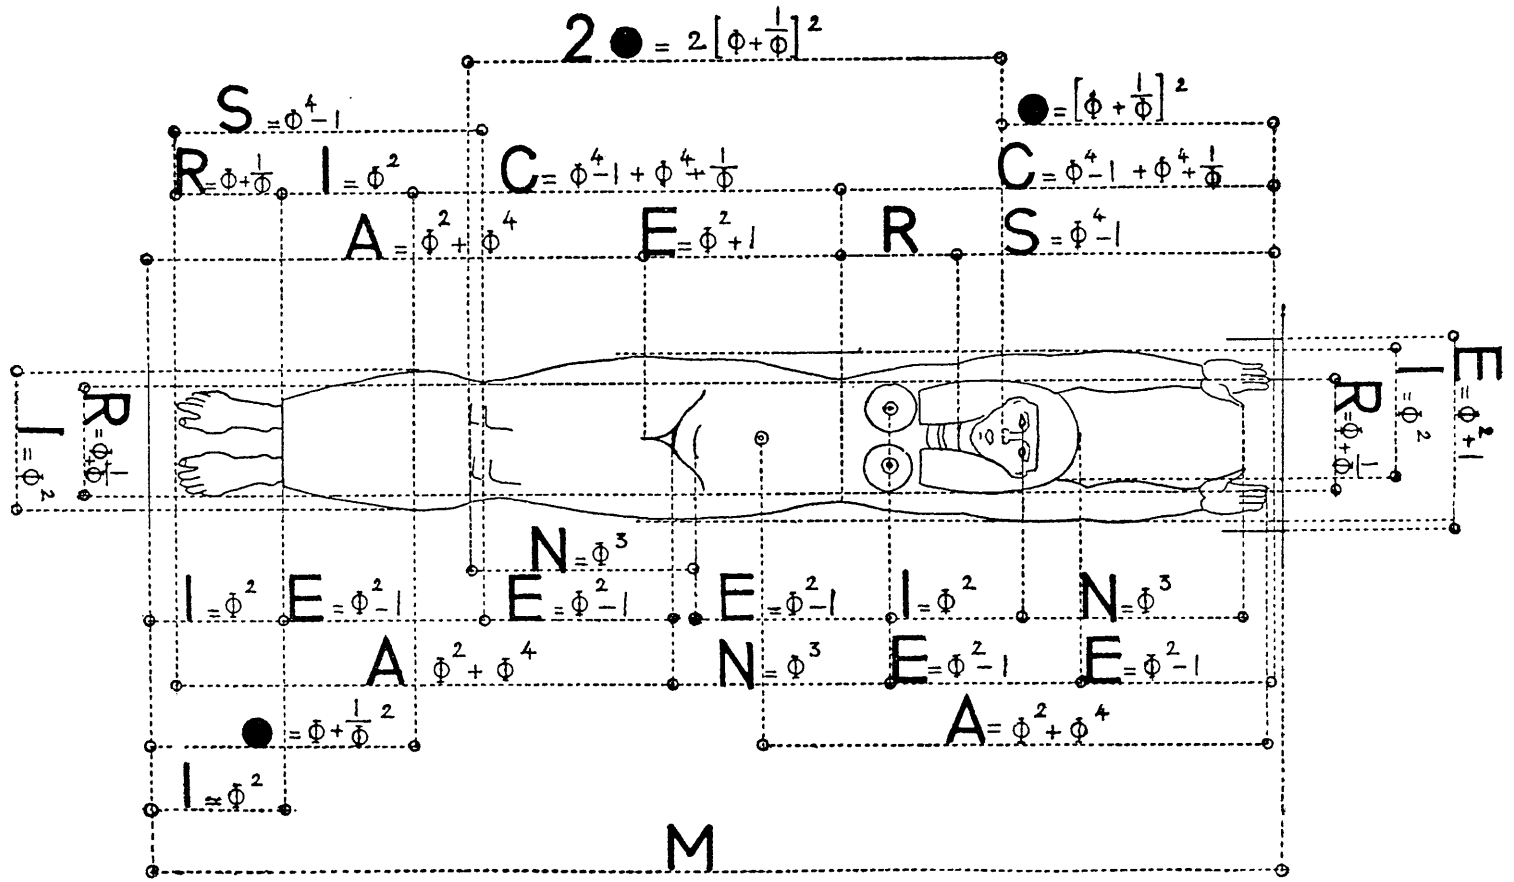 2 ● = 2 [Φ + 1/Φ]²
● = [Φ + 1/Φ]²
S = Φ⁴-1
R = Φ + 1/Φ I = Φ² C = Φ⁴-1 + Φ⁴ + 1/Φ C = Φ⁴-1 + Φ⁴ + 1/Φ
A = Φ² + Φ⁴ E = Φ² + 1 R S = Φ⁴-1
I = Φ²
R = Φ + 1/Φ
R = Φ + 1/Φ
I = Φ²
E = Φ² + 1
N = Φ³
I = Φ² E = Φ²-1 E = Φ²-1 E = Φ²-1 I = Φ² N = Φ³
A Φ² + Φ⁴ N = Φ³ E = Φ²-1 E = Φ²-1
● = Φ + 1/Φ ² A = Φ² + Φ⁴
I ≃ Φ²
M